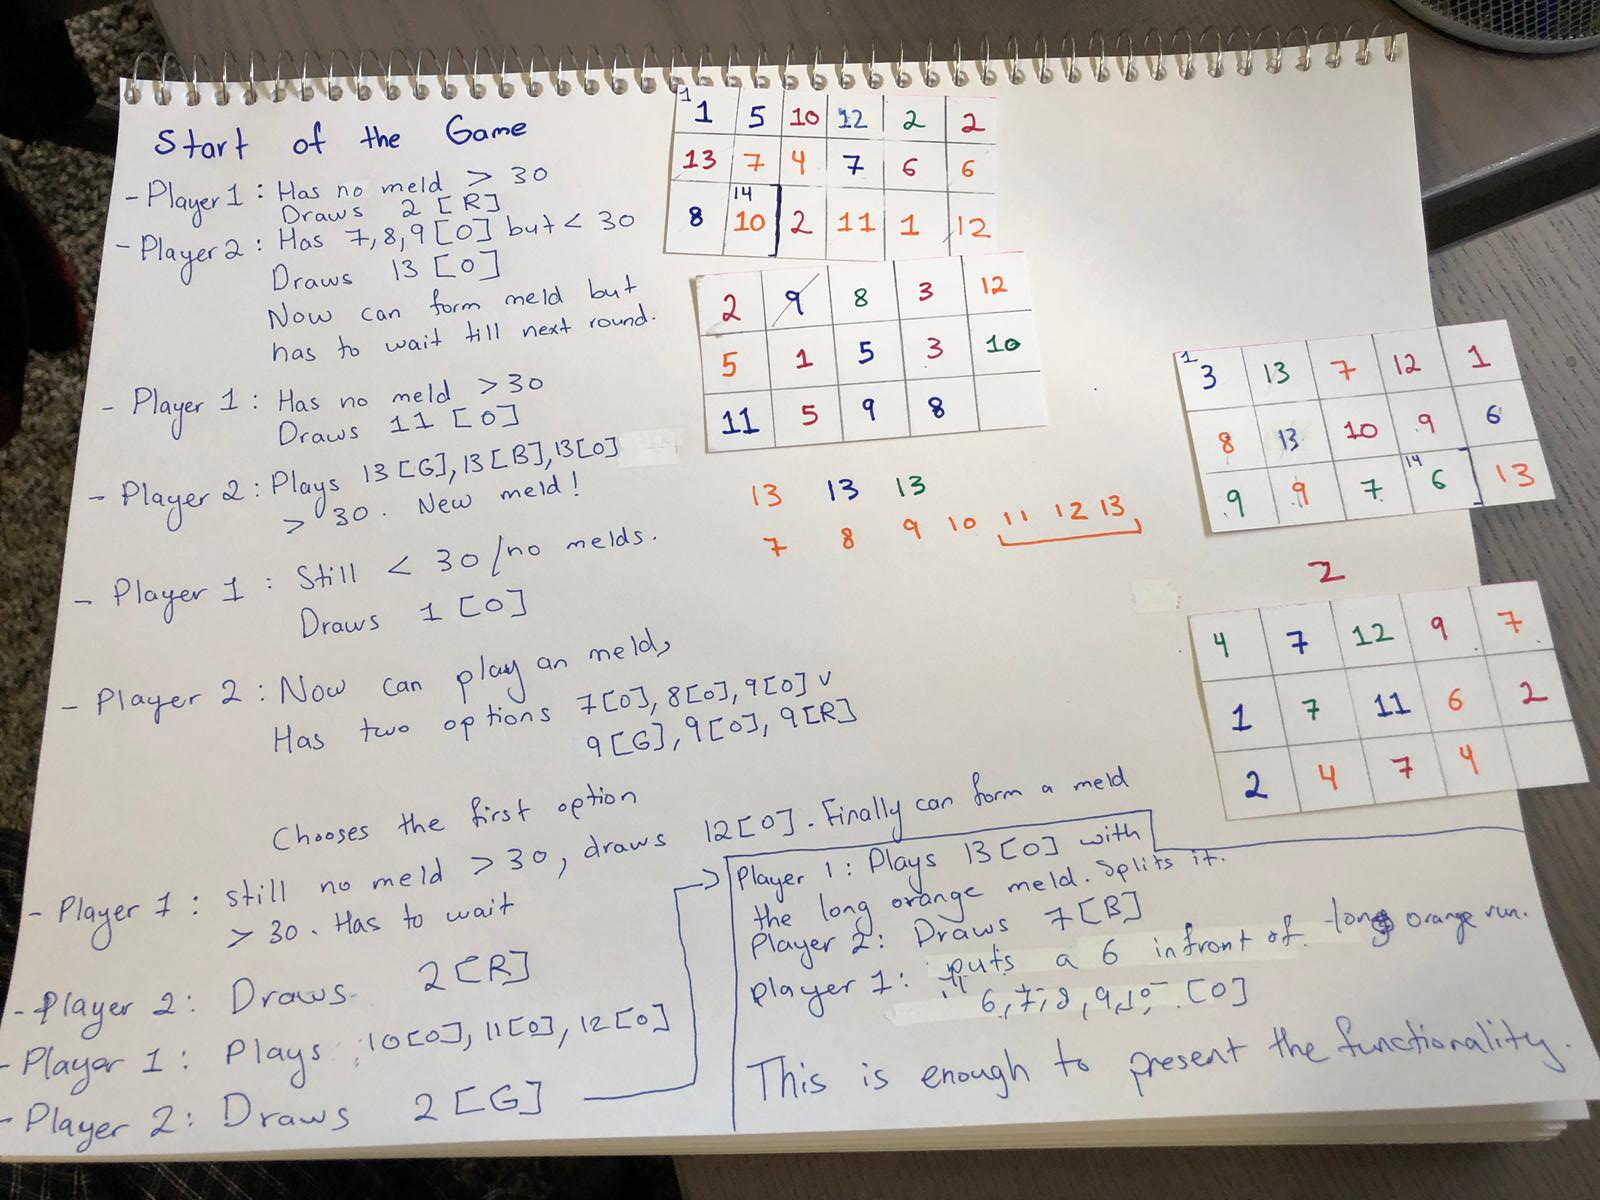 Start of the Game
- Player 1: Has no meld > 30
Draws 2 [R]
- Player 2: Has 7,8,9 [O] but < 30
Draws 13 [O]
Now can form meld but
has to wait till next round.
- Player 1: Has no meld > 30
Draws 11 [O]
- Player 2: Plays 13 [G], 13 [B], 13 [O]
> 30. New meld!
- Player 1: Still < 30/no melds.
Draws 1 [O]
- Player 2: Now can play an meld,
Has two options 7[O], 8[O], 9[O] v
9[G], 9[O], 9[R]
Chooses the first option
- Player 1: still no meld > 30, draws 12[O]. Finally can form a meld
> 30. Has to wait
- Player 2: Draws 2 [R]
- Player 1: Plays 10[O], 11[O], 12[O]
- Player 2: Draws 2 [G]
Player 1: Plays 13[O] with
the long orange meld. Splits it.
Player 2: Draws 7[B]
Player 1: puts a 6 infront of long orange run.
6, 7, 8, 9, 10 [O]
This is enough to present the functionality.
1
1 5 10 12 2 2
13 7 4 7 6 6
14
8 10 ] 2 11 1 12
2 9 8 3 12
5 1 5 3 10
11 5 9 8
13 13 13
7 8 9 10 11 12 13
1
3 13 7 12 1
8 13 10 9 6
14
9 9 7 6 ] 13
2
4 7 12 9 7
1 7 11 6 2
2 4 7 4